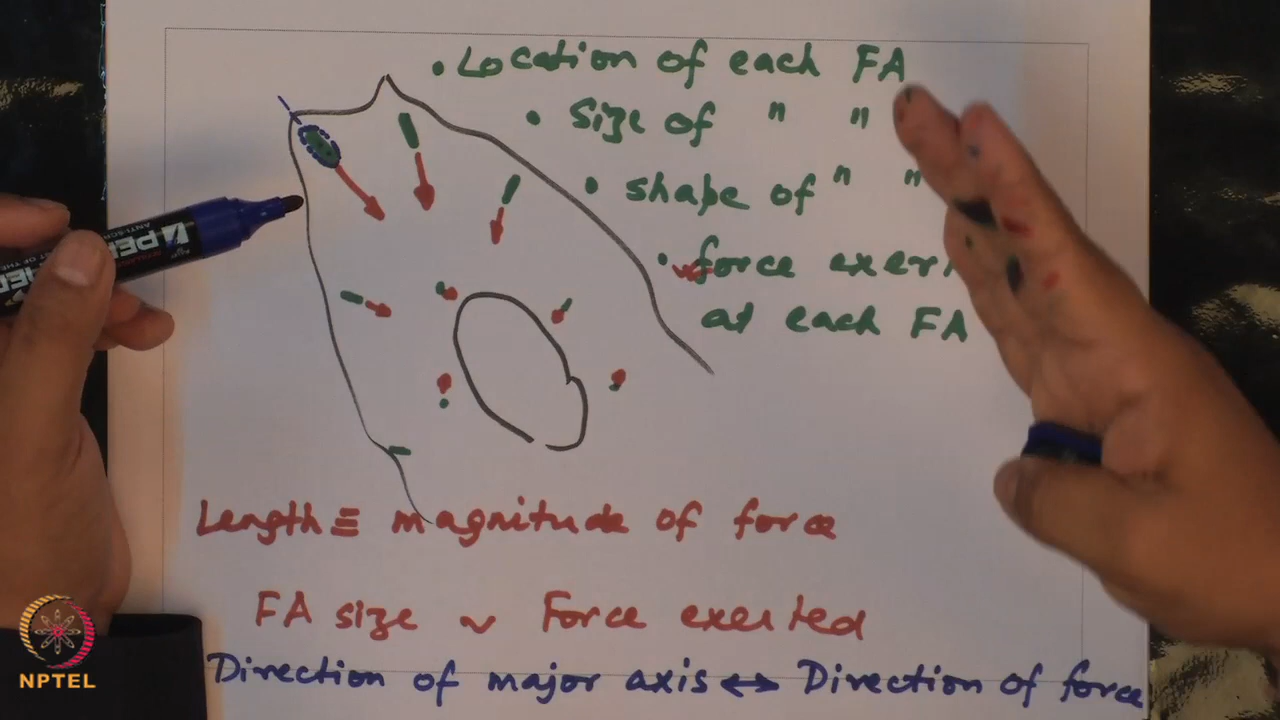 • Location of each FA
• Size of " "
• shape of " "
• force exer
at each FA
Length ≡ magnitude of force
FA size ~ Force exerted
Direction of major axis ↔ Direction of force
NPTEL